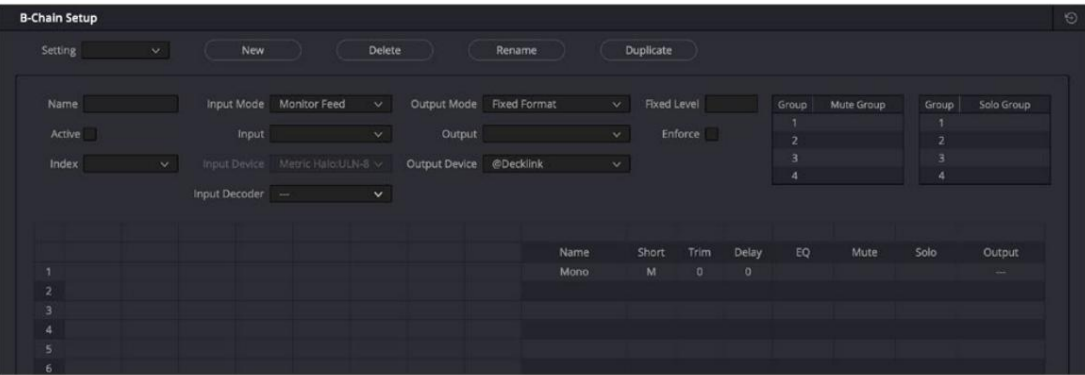 B-Chain Setup
Setting New Delete Rename Duplicate
Name Input Mode Monitor Feed Output Mode Fixed Format Fixed Level Group Mute Group Group Solo Group
1 1
Active Input Output Enforce
2 2
Index Input Device Metric Halo:ULN-8 Output Device @Decklink
3 3
4 4
Input Decoder ---
Name Short Trim Delay EQ Mute Solo Output
1 Mono M 0 0 ---
2
3
4
5
6